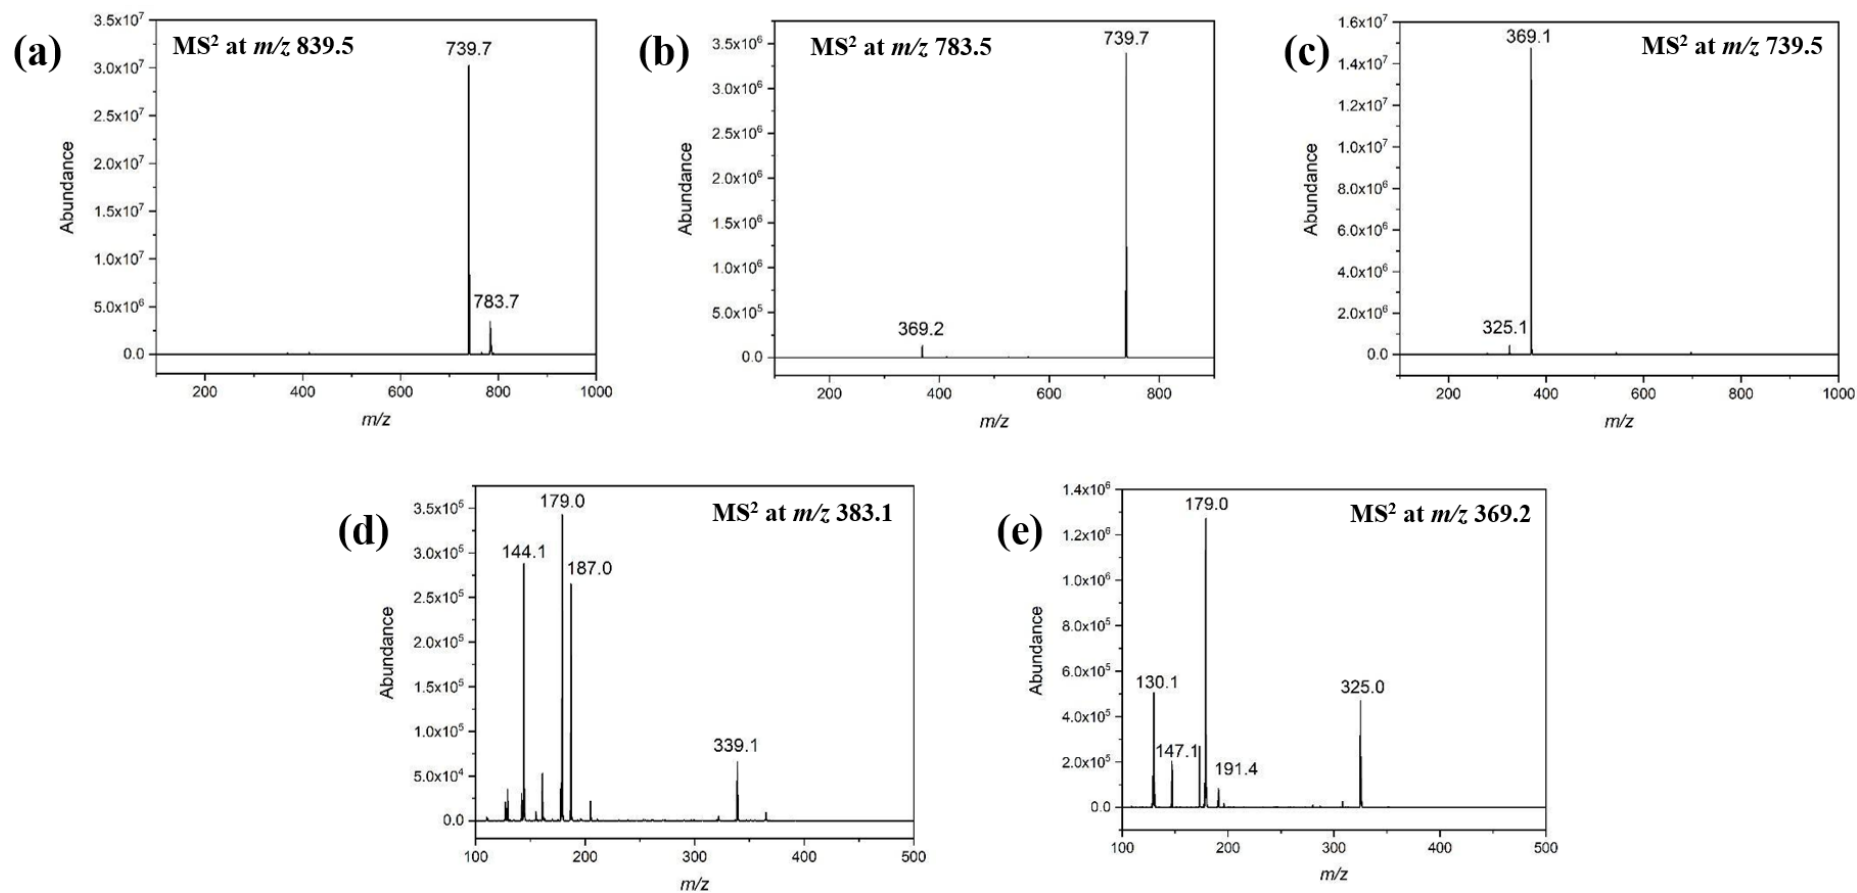 (a)
MS² at m/z 839.5
3.5x10⁷
3.0x10⁷
2.5x10⁷
2.0x10⁷
1.5x10⁷
1.0x10⁷
5.0x10⁶
0.0
Abundance
739.7
783.7
200 400 600 800 1000
m/z
(b)
MS² at m/z 783.5
3.5x10⁶
3.0x10⁶
2.5x10⁶
2.0x10⁶
1.5x10⁶
1.0x10⁶
5.0x10⁵
0.0
Abundance
739.7
369.2
200 400 600 800
m/z
(c)
MS² at m/z 739.5
1.6x10⁷
1.4x10⁷
1.2x10⁷
1.0x10⁷
8.0x10⁶
6.0x10⁶
4.0x10⁶
2.0x10⁶
0.0
Abundance
369.1
325.1
200 400 600 800 1000
m/z
(d)
MS² at m/z 383.1
3.5x10⁵
3.0x10⁵
2.5x10⁵
2.0x10⁵
1.5x10⁵
1.0x10⁵
5.0x10⁴
0.0
Abundance
179.0
144.1
187.0
339.1
100 200 300 400 500
m/z
(e)
MS² at m/z 369.2
1.4x10⁶
1.2x10⁶
1.0x10⁶
8.0x10⁵
6.0x10⁵
4.0x10⁵
2.0x10⁵
0.0
Abundance
179.0
130.1
325.0
147.1
191.4
100 200 300 400 500
m/z